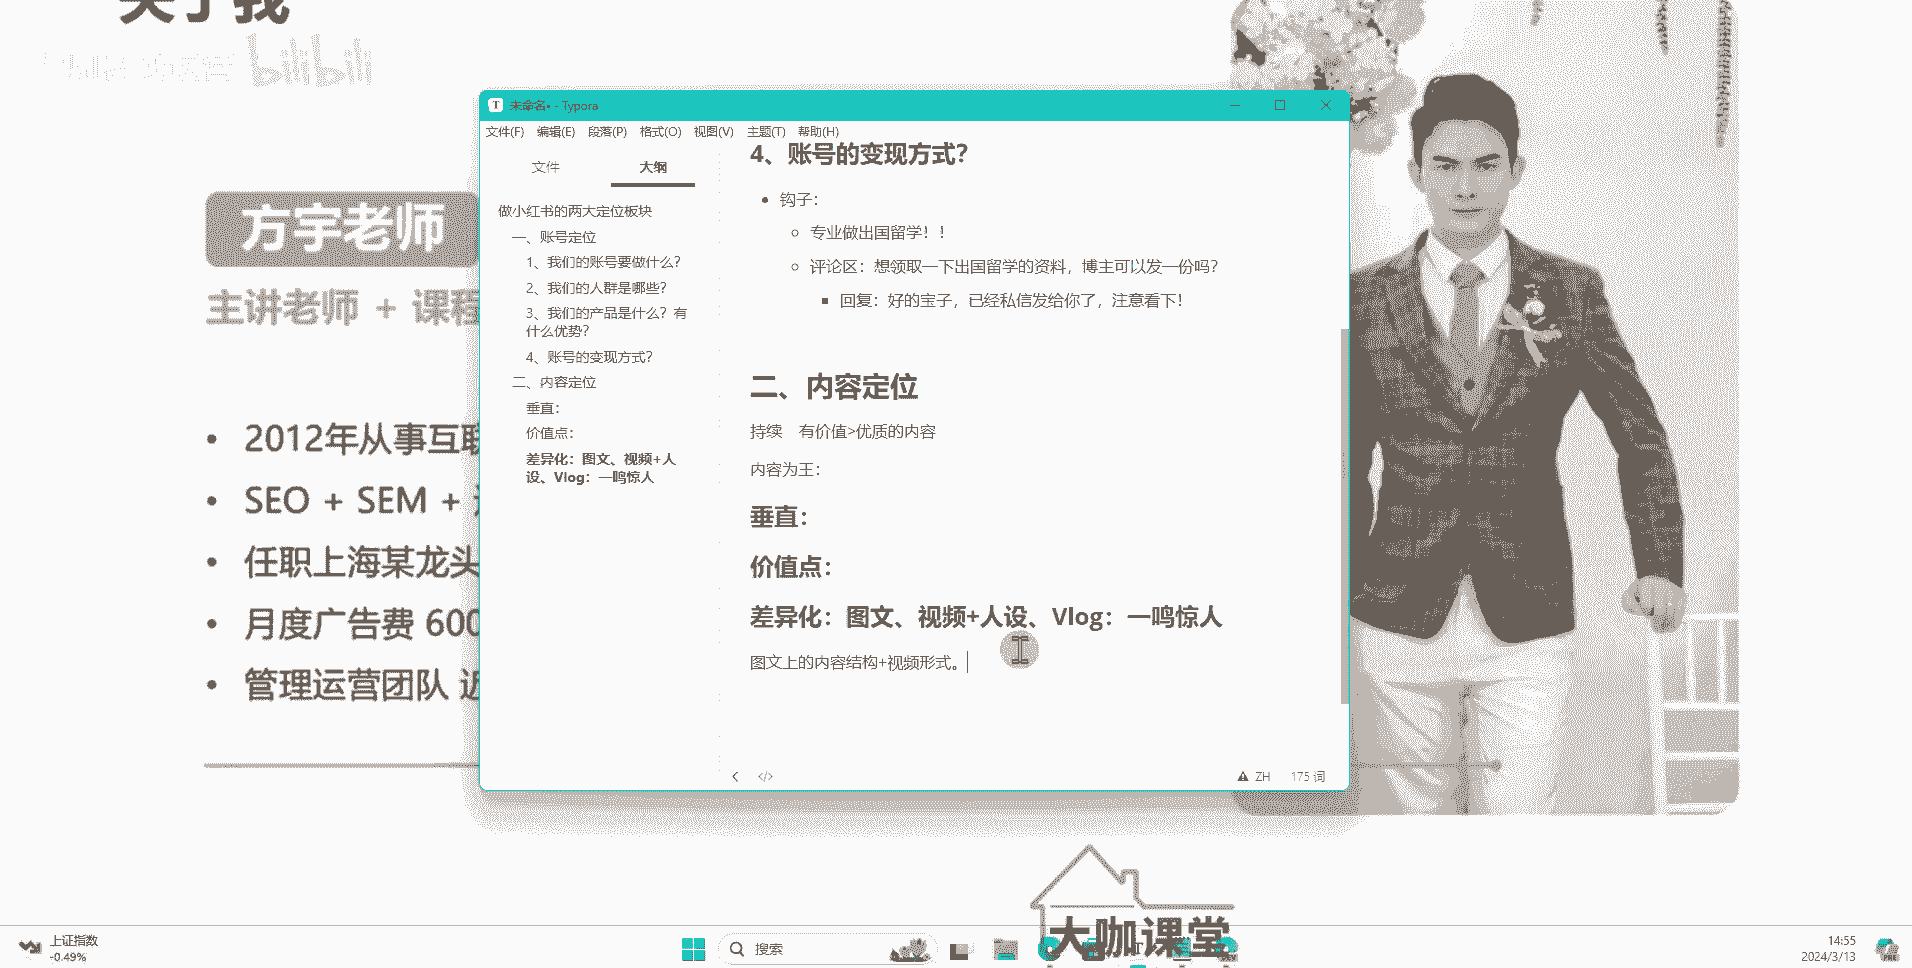 关于我
bilibili
方宇老师
主讲老师 + 课程
2012年从事互联
SEO + SEM +
任职上海某龙头
月度广告费 600
管理运营团队 近
未命名• - Typora
文件(F) 编辑(E) 段落(P) 格式(O) 视图(V) 主题(T) 帮助(H)
文件 大纲
做小红书的两大定位板块
一、账号定位
1、我们的账号要做什么？
2、我们的人群是哪些？
3、我们的产品是什么？有
什么优势？
4、账号的变现方式？
二、内容定位
垂直：
价值点：
差异化：图文、视频+人
设、Vlog：一鸣惊人
4、账号的变现方式？
钩子：
专业做出国留学！！
评论区：想领取一下出国留学的资料，博主可以发一份吗？
回复：好的宝子，已经私信发给你了，注意看下！
二、内容定位
持续 有价值>优质的内容
内容为王：
垂直：
价值点：
差异化：图文、视频+人设、Vlog：一鸣惊人
图文上的内容结构+视频形式。
ZH 175 词
大咖课堂
上证指数
-0.49%
搜索
14:55
2024/3/13